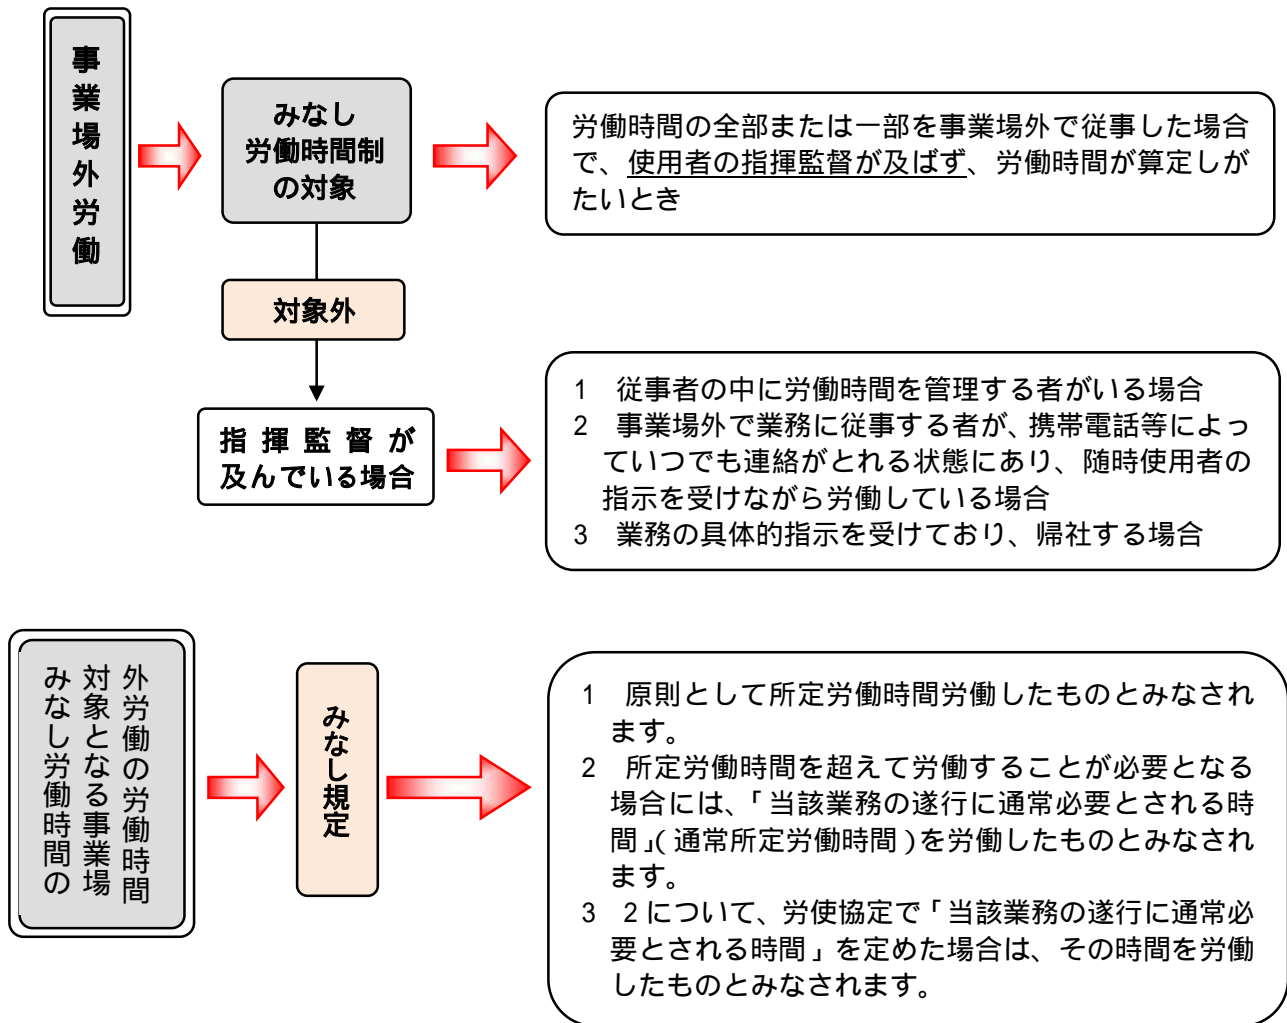 事業場外労働
みなし
労働時間制
の対象
労働時間の全部または一部を事業場外で従事した場合
で、使用者の指揮監督が及ばず、労働時間が算定しが
たいとき
対象外
指揮監督が
及んでいる場合
1 従事者の中に労働時間を管理する者がいる場合
2 事業場外で業務に従事する者が、携帯電話等によっ
ていつでも連絡がとれる状態にあり、随時使用者の
指示を受けながら労働している場合
3 業務の具体的指示を受けており、帰社する場合
外労働の労働時間
対象となる事業場
みなし労働時間の
みなし規定
1 原則として所定労働時間労働したものとみなされ
ます。
2 所定労働時間を超えて労働することが必要となる
場合には、「当該業務の遂行に通常必要とされる時
間」(通常所定労働時間)を労働したものとみなされ
ます。
3 2について、労使協定で「当該業務の遂行に通常必
要とされる時間」を定めた場合は、その時間を労働
したものとみなされます。